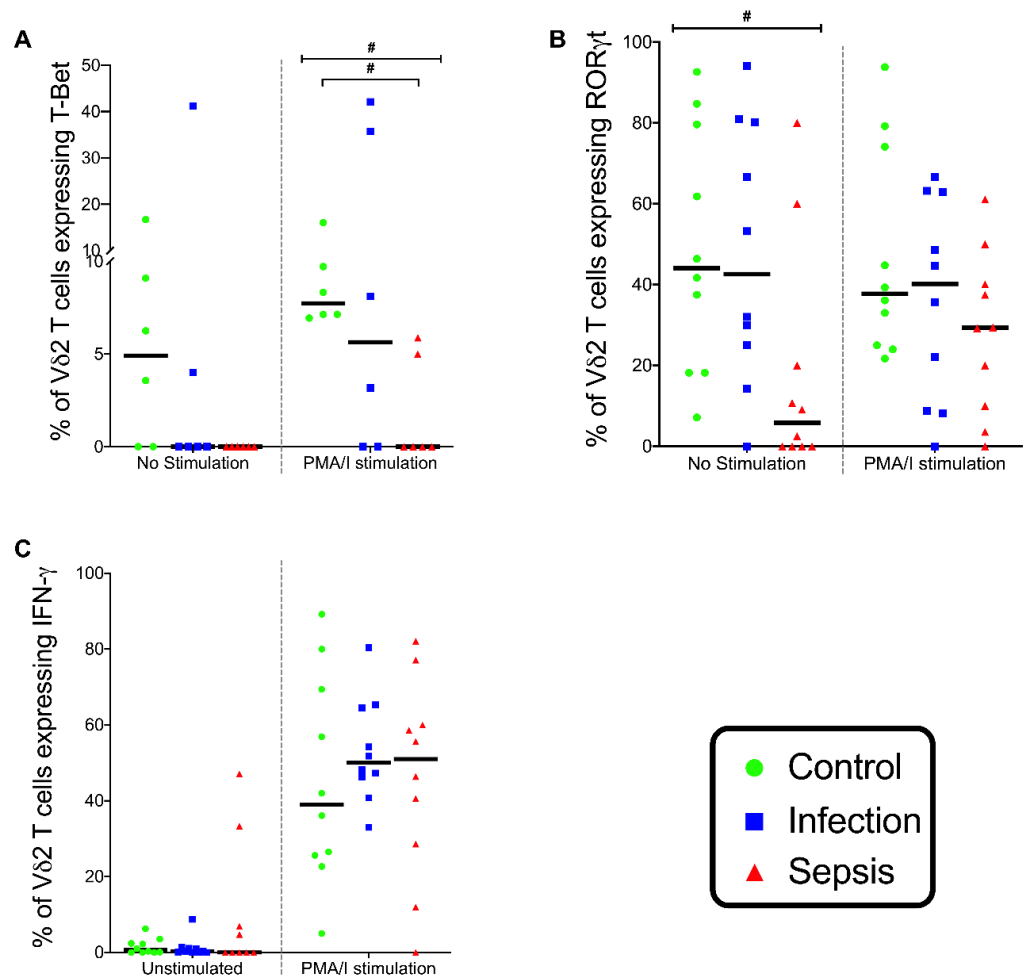 A
#
#
% of Vδ2 T cells expressing T-Bet
50
40
30
20
10
10
5
0
No Stimulation
PMA/I stimulation
B
#
% of Vδ2 T cells expressing RORγt
100
80
60
40
20
0
No Stimulation
PMA/I stimulation
C
% of Vδ2 T cells expressing IFN-γ
100
80
60
40
20
0
Unstimulated
PMA/I stimulation
Control
Infection
Sepsis